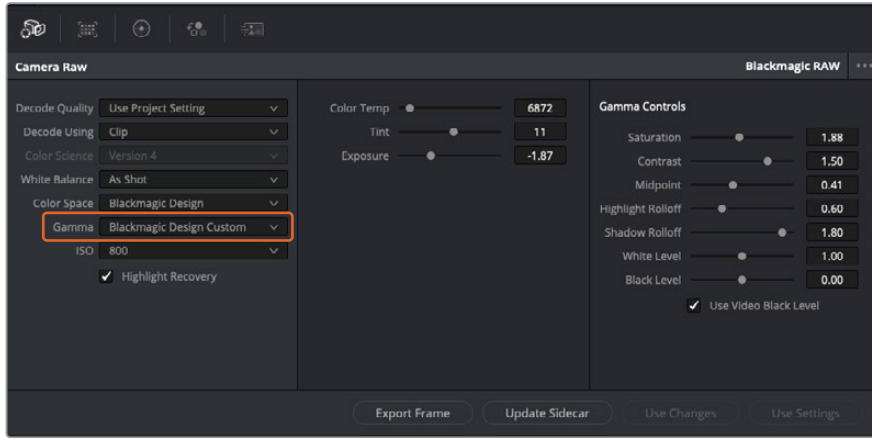 Camera Raw
Blackmagic RAW
Decode Quality Use Project Setting
Decode Using Clip
Color Science Version 4
White Balance As Shot
Color Space Blackmagic Design
Gamma Blackmagic Design Custom
ISO 800
Highlight Recovery
Color Temp 6872
Tint 11
Exposure -1.87
Gamma Controls
Saturation 1.88
Contrast 1.50
Midpoint 0.41
Highlight Rolloff 0.60
Shadow Rolloff 1.80
White Level 1.00
Black Level 0.00
Use Video Black Level
Export Frame Update Sidecar Use Changes Use Settings